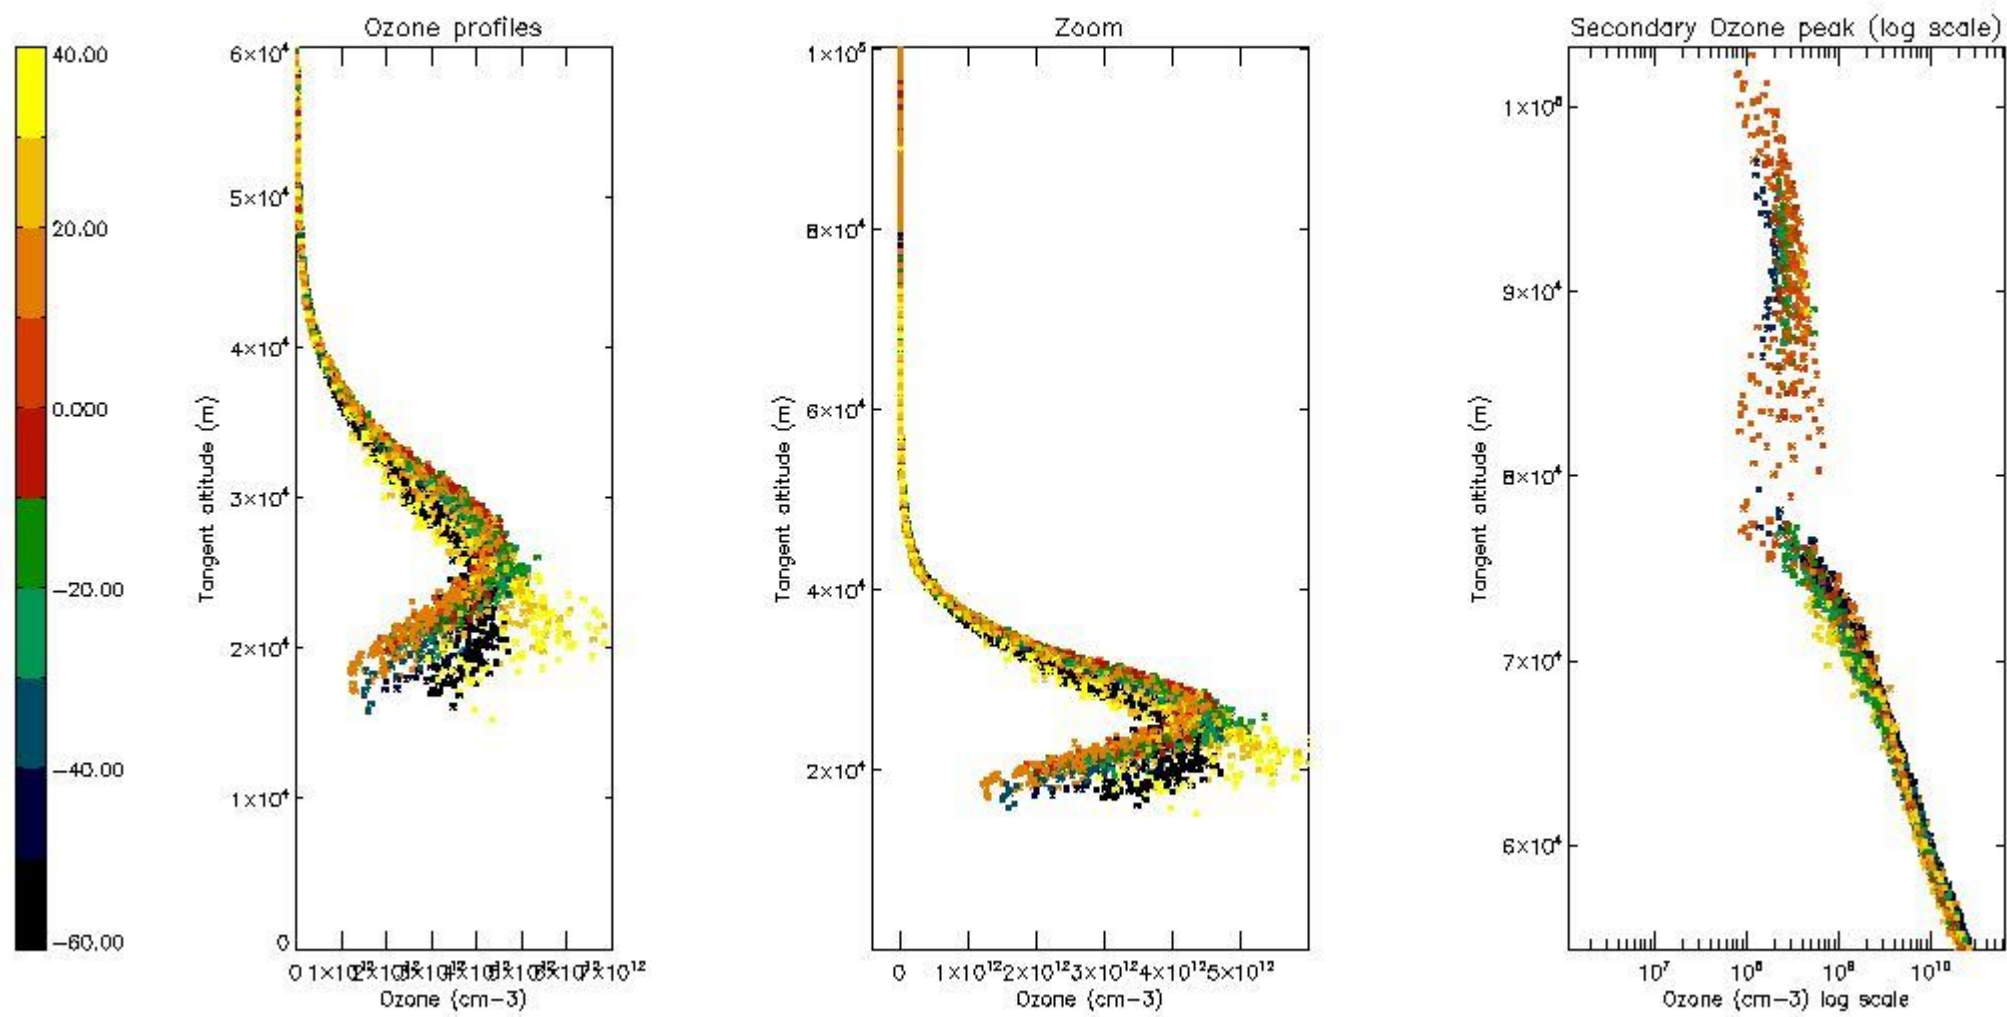 Ozone profiles
Zoom
Secondary Ozone peak (log scale)
40.00
20.00
0.000
−20.00
−40.00
−60.00
6×10⁴
5×10⁴
4×10⁴
3×10⁴
2×10⁴
1×10⁴
0
Tangent altitude (m)
0
7×10¹²
Ozone (cm−3)
1×10⁵
8×10⁴
6×10⁴
4×10⁴
2×10⁴
Tangent altitude (m)
0 1×10¹² 2×10¹² 3×10¹² 4×10¹² 5×10¹²
Ozone (cm−3)
9×10⁴
8×10⁴
7×10⁴
6×10⁴
Tangent altitude (m)
10⁷ 10⁸ 10⁹ 10¹⁰
Ozone (cm−3) log scale